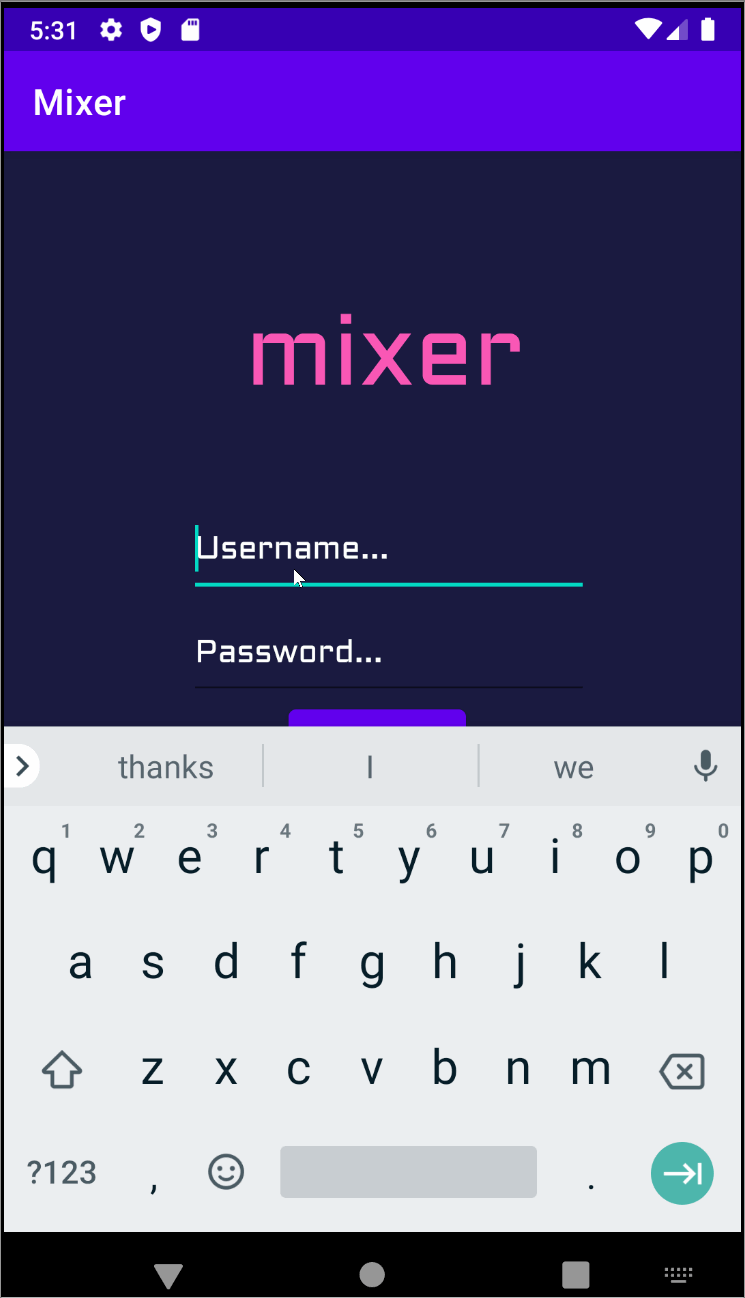 5:31
Mixer
mixer
Username...
Password...
thanks I we
1 2 3 4 5 6 7 8 9 0
q w e r t y u i o p
a s d f g h j k l
z x c v b n m
?123 , .